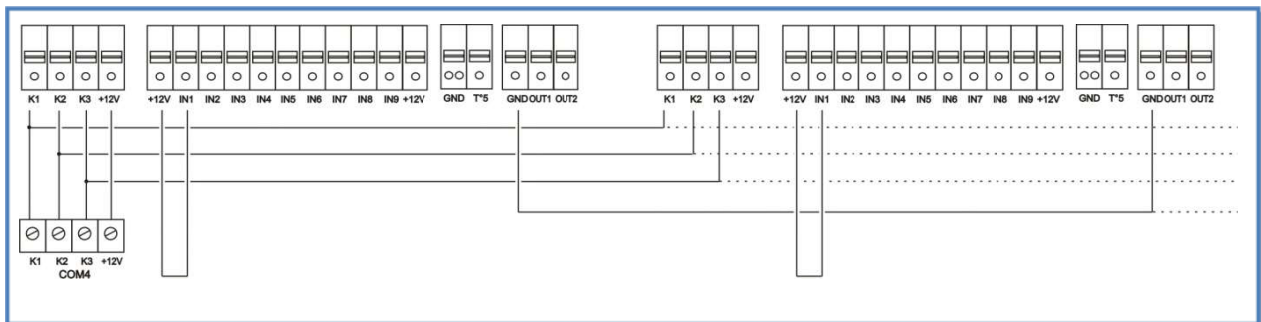 K1 K2 K3 +12V +12V IN1 IN2 IN3 IN4 IN5 IN6 IN7 IN8 IN9 +12V GND T°5 GND OUT1 OUT2 K1 K2 K3 +12V +12V IN1 IN2 IN3 IN4 IN5 IN6 IN7 IN8 IN9 +12V GND T°5 GND OUT1 OUT2
K1 K2 K3 +12V
COM4